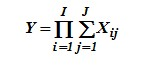 Y = ∏_{i=1}^{I} ∑_{j=1}^{J} X_{ij}